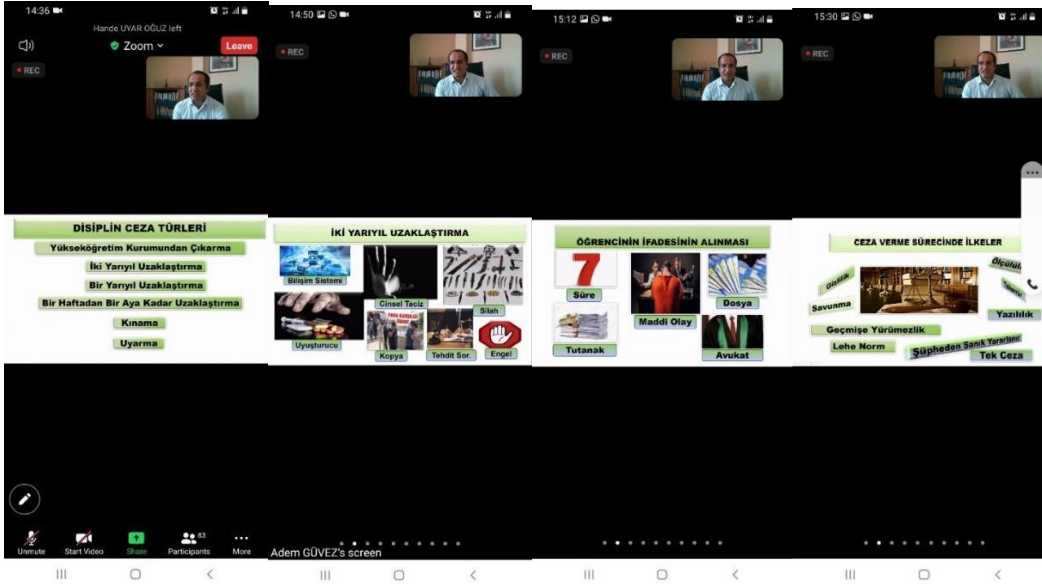 14:36
Hande UYAR OĞUZ left
Zoom
Leave
REC
DİSİPLİN CEZA TÜRLERİ
Yükseköğretim Kurumundan Çıkarma
İki Yarıyıl Uzaklaştırma
Bir Yarıyıl Uzaklaştırma
Bir Haftadan Bir Aya Kadar Uzaklaştırma
Kınama
Uyarma
Unmute
Start Video
Share
83
Participants
More
14:50
REC
İKİ YARIYIL UZAKLAŞTIRMA
Bilişim Sistemi
Cinsel Taciz
Silah
Uyuşturucu
Kopya
Tehdit Sor.
Engel
Adem GÜVEZ's screen
15:12
REC
ÖĞRENCİNİN İFADESİNİN ALINMASI
7
Süre
Maddi Olay
Dosya
Tutanak
Avukat
15:30
REC
CEZA VERME SÜRECİNDE İLKELER
Gizlilik
Savunma
Yazılılık
Geçmişe Yürümezlik
Lehe Norm
Şüpheden Sanık Yararlanır
Tek Ceza